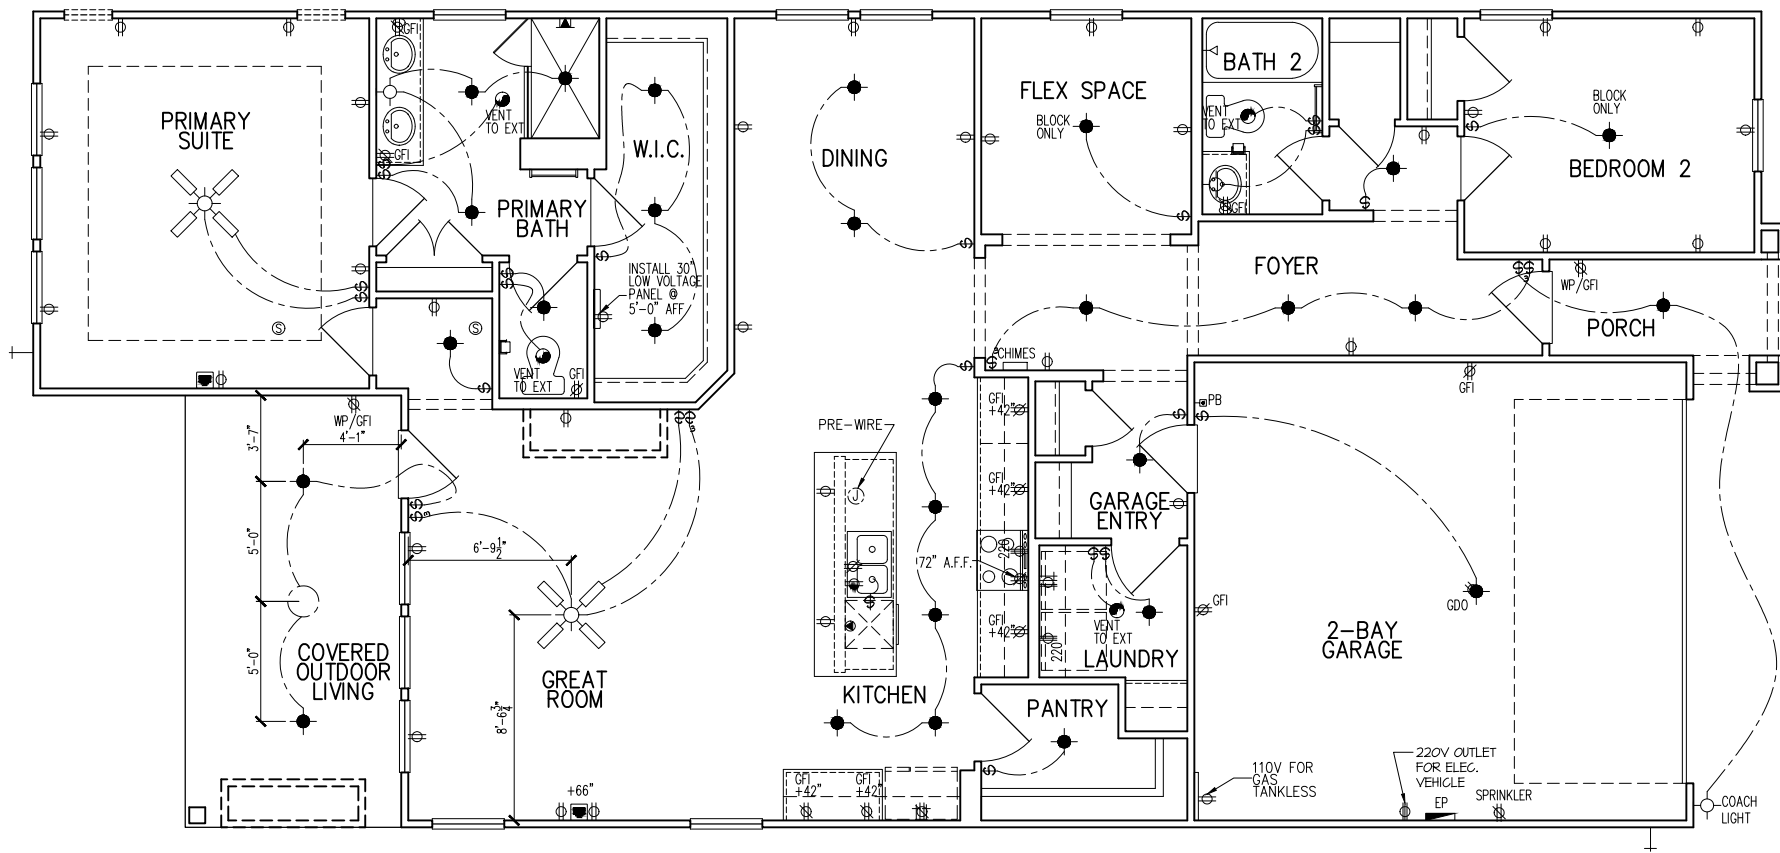 GFI
PRIMARY
SUITE
VENT
TO EXT
GFI
W.I.C.
PRIMARY
BATH
INSTALL 30"
LOW VOLTAGE
PANEL @
5'-0" AFF
S
S
VENT
TO EXT
GFI
DINING
FLEX SPACE
BLOCK
ONLY
BATH 2
VENT
TO EXT
GFI
BLOCK
ONLY
BEDROOM 2
FOYER
WP/GFI
PORCH
CHIMES
GFI
PB
WP/GFI
4'-1"
3'-7"
5'-0"
5'-0"
COVERED
OUTDOOR
LIVING
3
3
6'-9 1/2"
8'-6 3/4"
GREAT
ROOM
+66"
PRE-WIRE
J
KITCHEN
GFI
+42"
GFI
+42"
220
72" A.F.F.
GFI
+42"
GFI
+42"
GFI
+42"
GARAGE
ENTRY
VENT
TO EXT
220
LAUNDRY
PANTRY
GFI
GDO
2-BAY
GARAGE
110V FOR
GAS
TANKLESS
220V OUTLET
FOR ELEC.
VEHICLE
EP
SPRINKLER
COACH
LIGHT